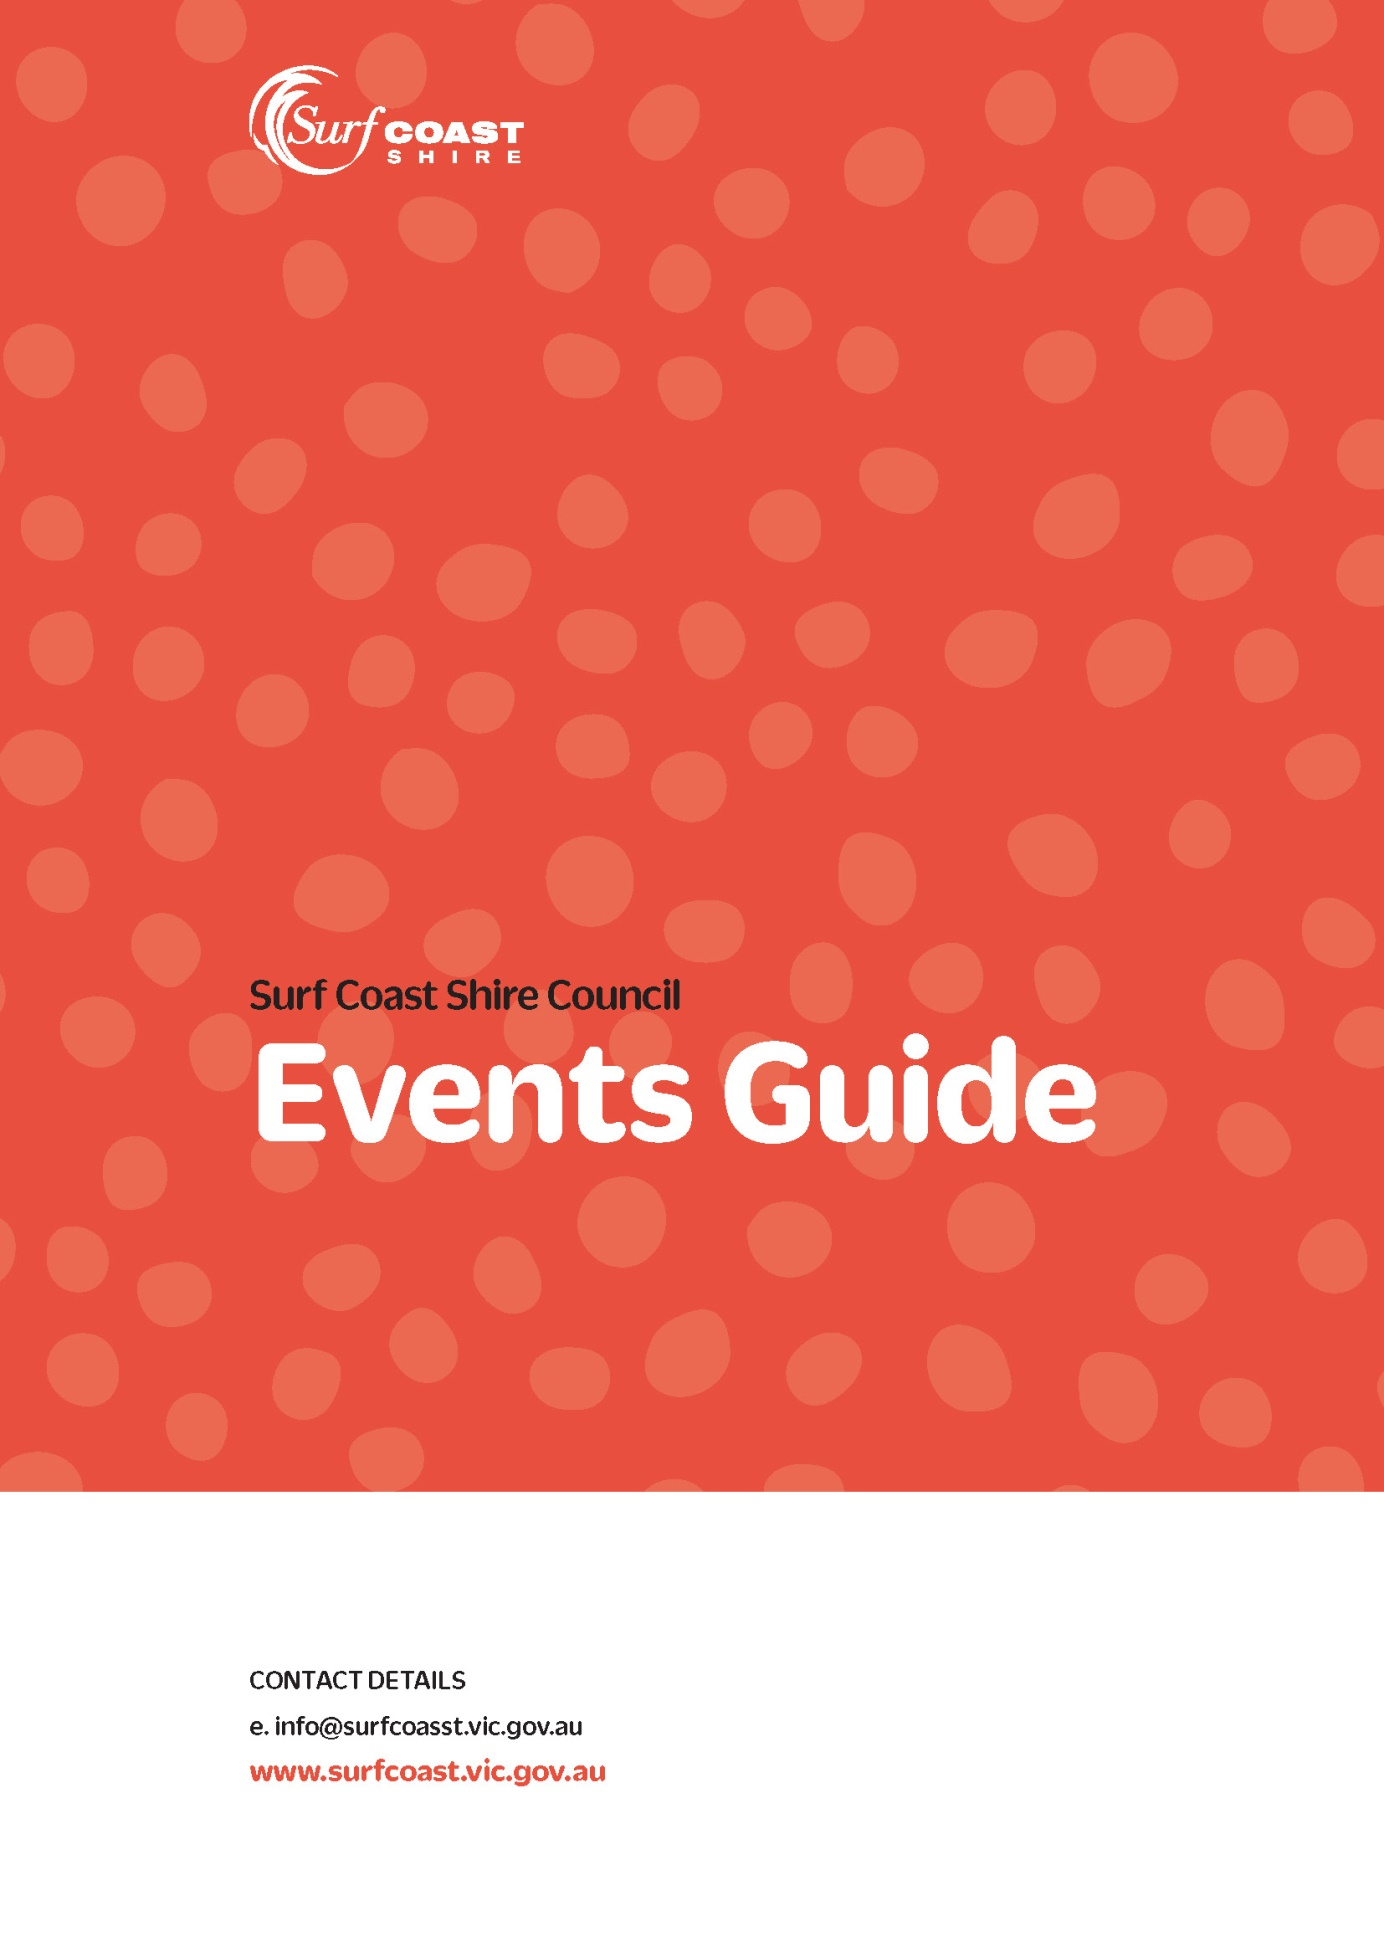 Surf COAST
SHIRE
Surf Coast Shire Council
Events Guide
CONTACT DETAILS
e. info@surfcoasst.vic.gov.au
www.surfcoast.vic.gov.au